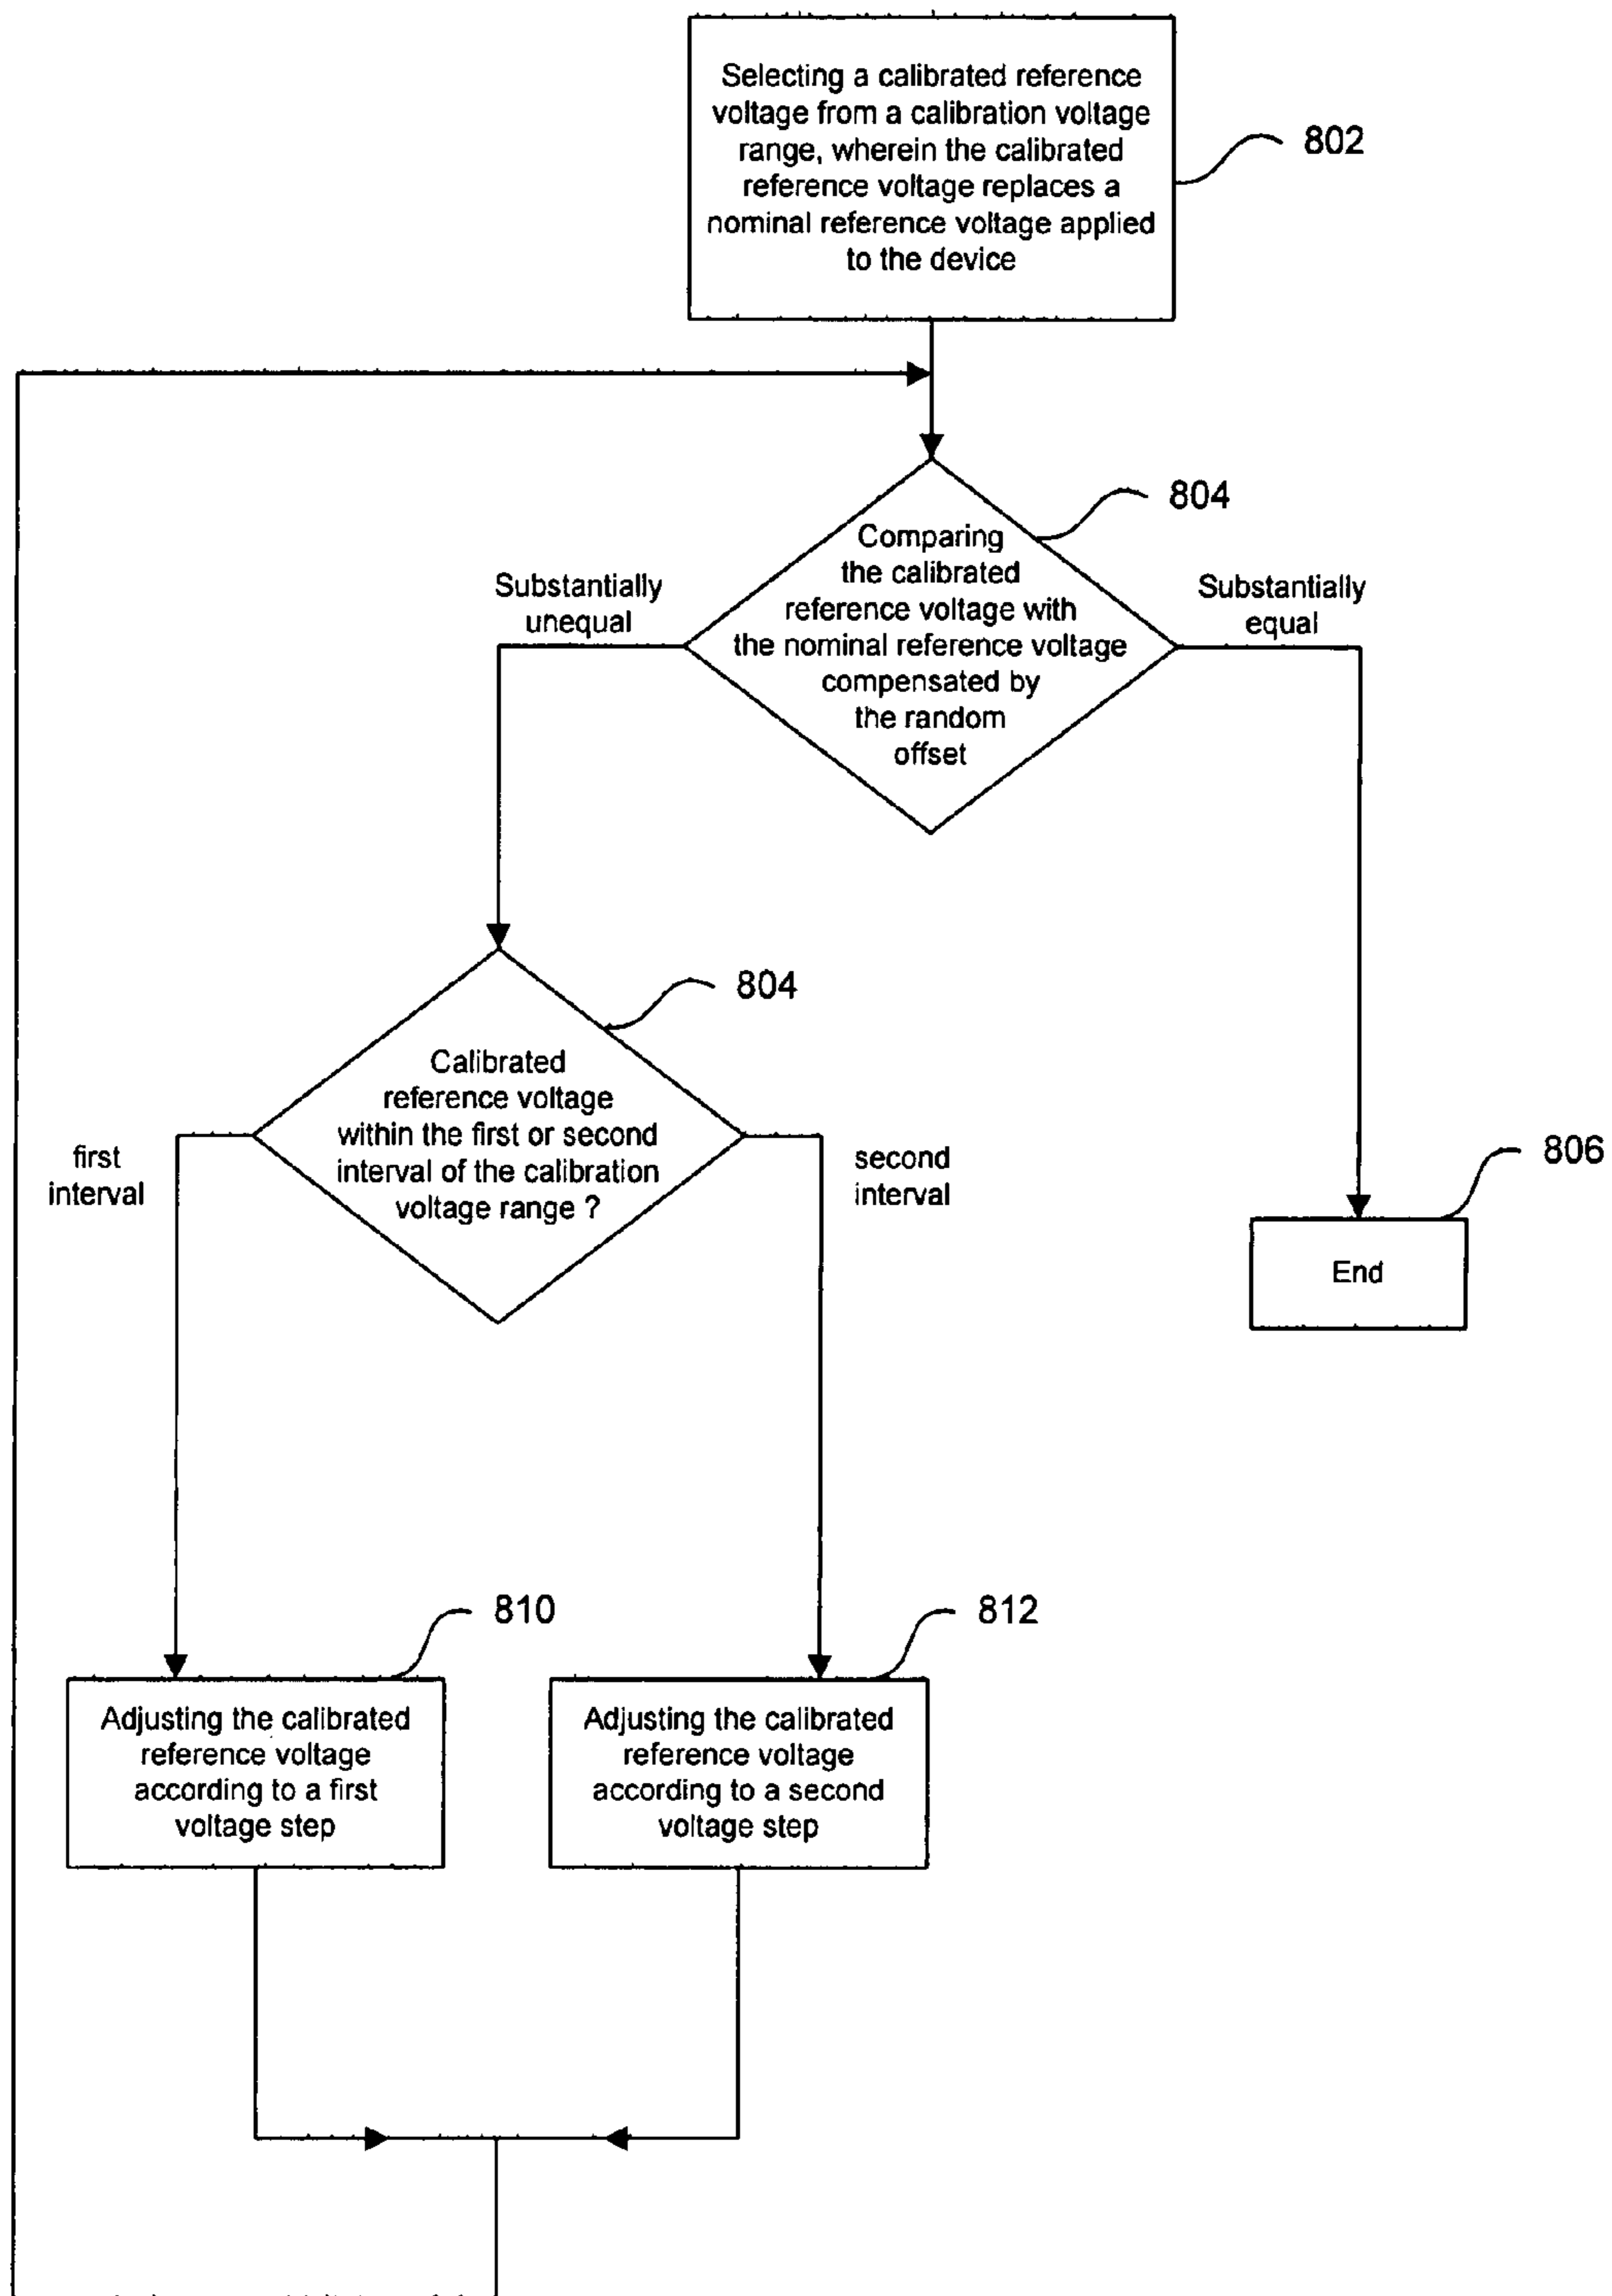 Selecting a calibrated reference
voltage from a calibration voltage
range, wherein the calibrated
reference voltage replaces a
nominal reference voltage applied
to the device
802
804
Comparing
the calibrated
reference voltage with
the nominal reference voltage
compensated by
the random
offset
Substantially
unequal
Substantially
equal
804
Calibrated
reference voltage
within the first or second
interval of the calibration
voltage range ?
first
interval
second
interval
806
End
810
Adjusting the calibrated
reference voltage
according to a first
voltage step
812
Adjusting the calibrated
reference voltage
according to a second
voltage step